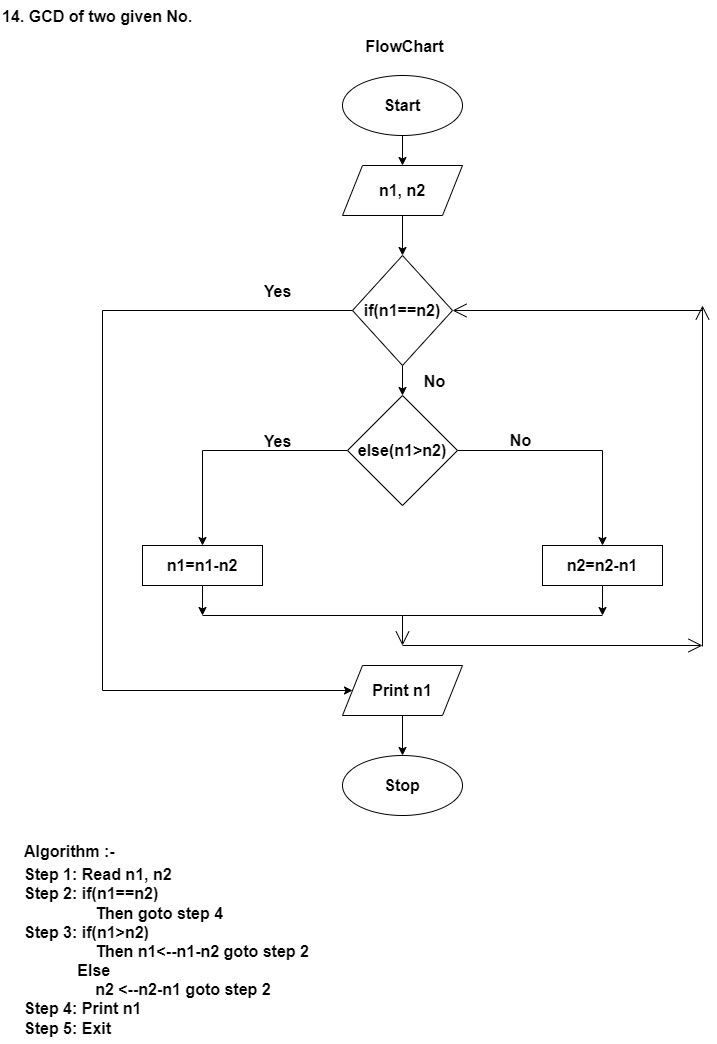 14. GCD of two given No.
FlowChart
Start
n1, n2
Yes
if(n1==n2)
No
Yes
else(n1>n2)
No
n1=n1-n2
n2=n2-n1
Print n1
Stop
Algorithm :-
Step 1: Read n1, n2
Step 2: if(n1==n2)
Then goto step 4
Step 3: if(n1>n2)
Then n1<--n1-n2 goto step 2
Else
n2 <--n2-n1 goto step 2
Step 4: Print n1
Step 5: Exit